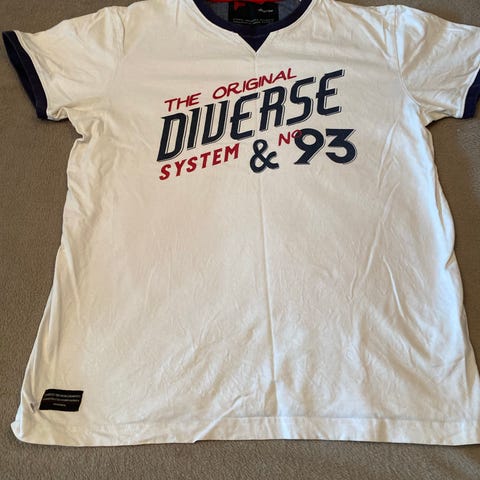 THE ORIGINAL
DIVERSE
SYSTEM & No 93